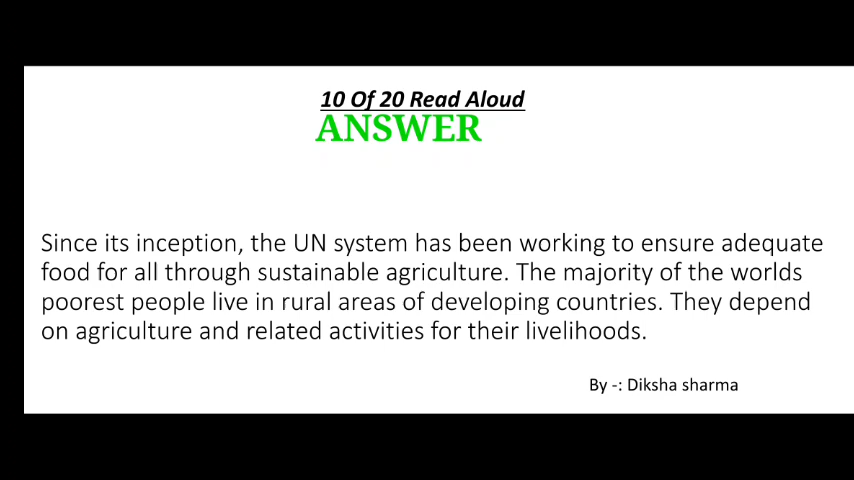 10 Of 20 Read Aloud
ANSWER
Since its inception, the UN system has been working to ensure adequate
food for all through sustainable agriculture. The majority of the worlds
poorest people live in rural areas of developing countries. They depend
on agriculture and related activities for their livelihoods.
By -: Diksha sharma